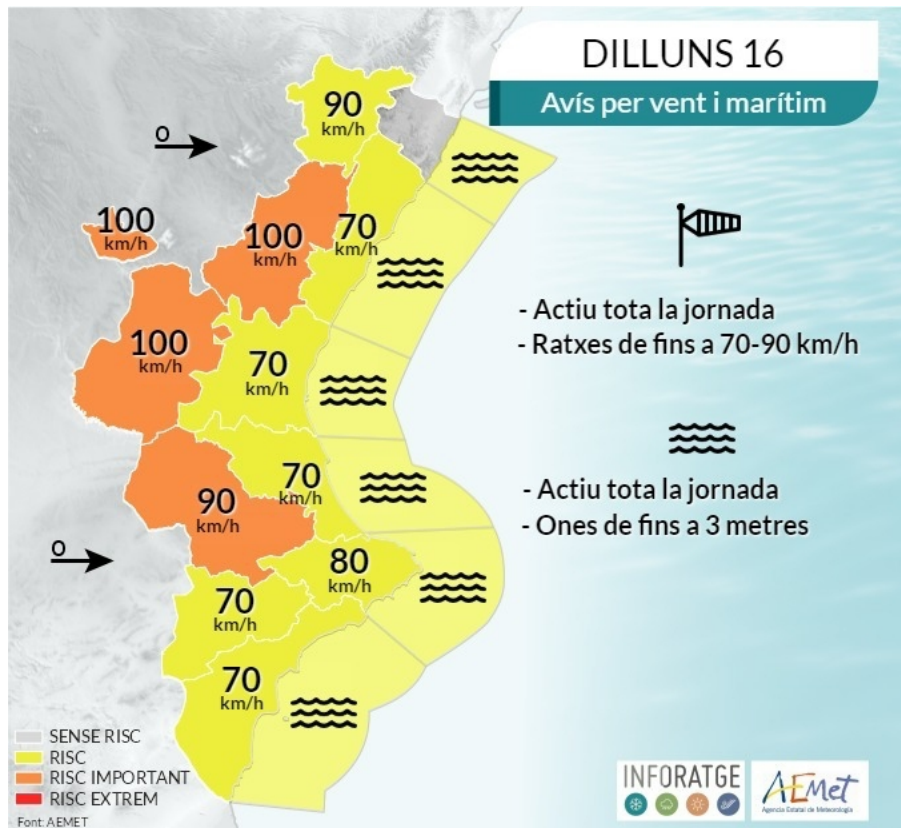 DILLUNS 16
Avís per vent i marítim
90
km/h
O
100
km/h
100
km/h
70
km/h
100
km/h
70
km/h
- Actiu tota la jornada
- Ratxes de fins a 70-90 km/h
90
km/h
70
km/h
- Actiu tota la jornada
- Ones de fins a 3 metres
O
80
km/h
70
km/h
70
km/h
SENSE RISC
RISC
RISC IMPORTANT
RISC EXTREM
Font: AEMET
INFORATGE
AEmet
Agencia Estatal de Meteorología